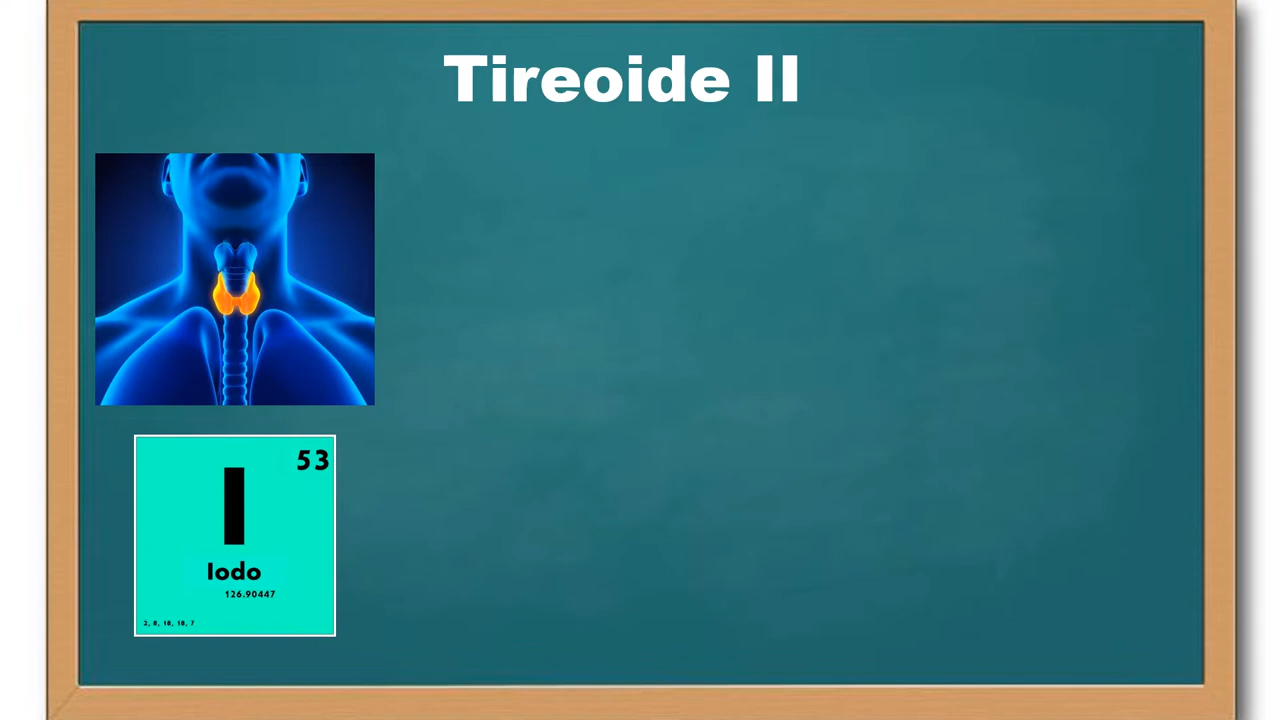 Tireoide II
53
I
Iodo
126.90447
2, 8, 18, 18, 7